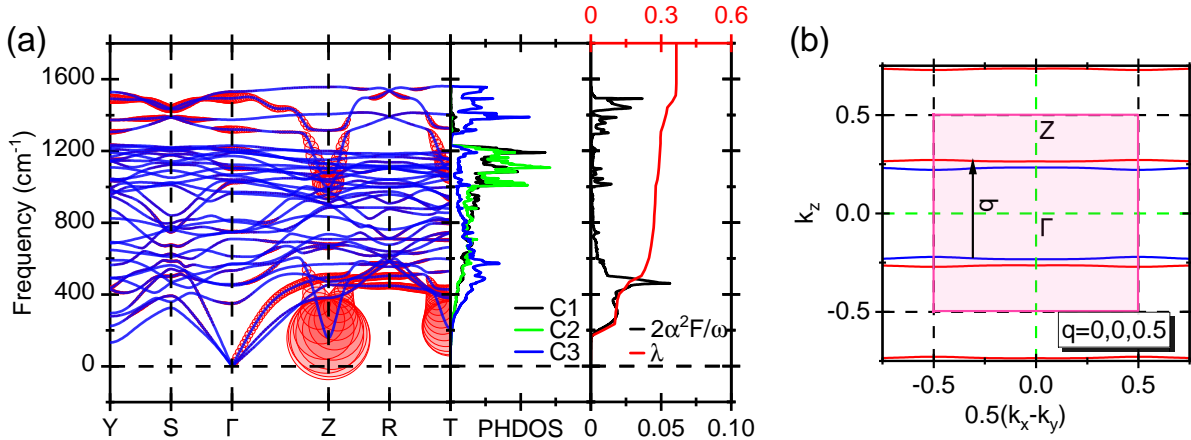 0 0.3 0.6
(a)
(b)
1600
1200
800
400
0
Frequency (cm⁻¹)
C1
C2
C3
2α²F/ω
λ
Y S Γ Z R T PHDOS 0 0.05 0.10
0.5
0.0
-0.5
k_z
Z
q
Γ
q=0,0,0.5
-0.5 0.0 0.5
0.5(k_x-k_y)